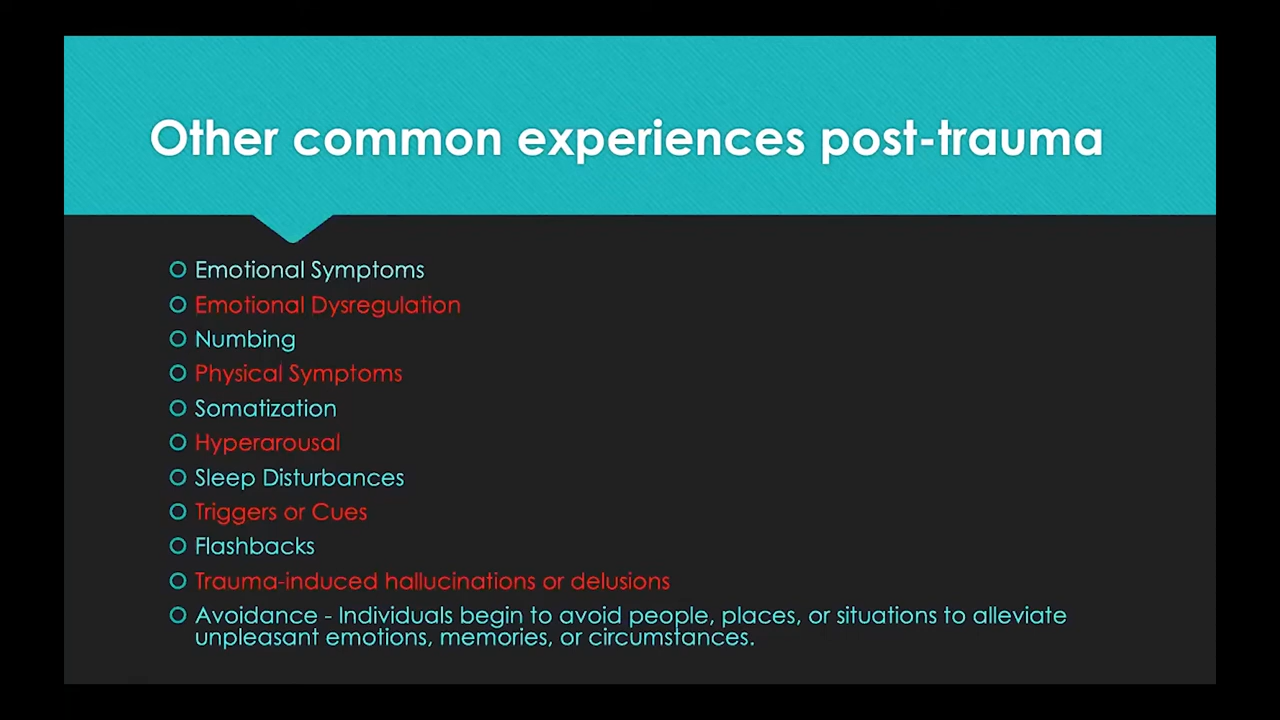 Other common experiences post-trauma
Emotional Symptoms
Emotional Dysregulation
Numbing
Physical Symptoms
Somatization
Hyperarousal
Sleep Disturbances
Triggers or Cues
Flashbacks
Trauma-induced hallucinations or delusions
Avoidance - Individuals begin to avoid people, places, or situations to alleviate
unpleasant emotions, memories, or circumstances.